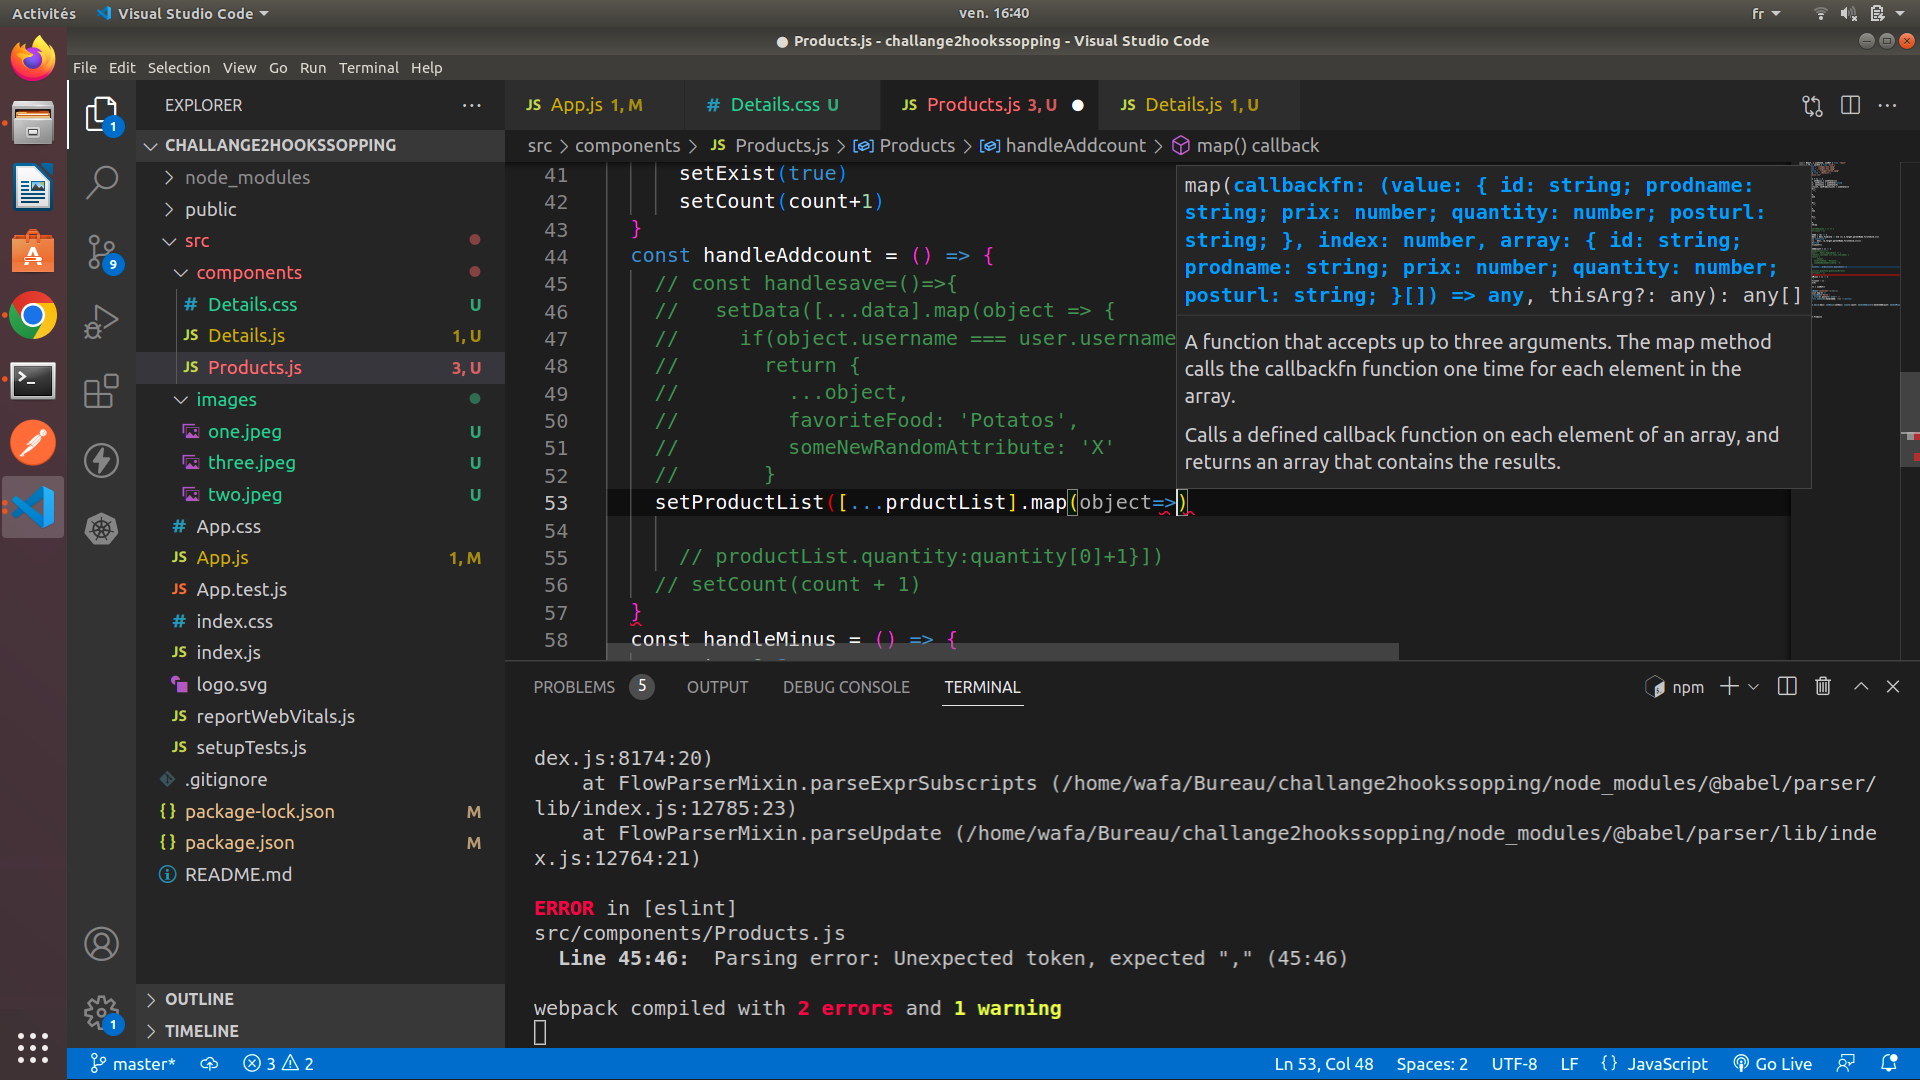 Activités
Visual Studio Code
ven. 16:40
fr
● Products.js - challange2hookssopping - Visual Studio Code
File Edit Selection View Go Run Terminal Help
EXPLORER
CHALLANGE2HOOKSSOPPING
node_modules
public
src
components
# Details.css U
JS Details.js 1, U
JS Products.js 3, U
images
one.jpeg U
three.jpeg U
two.jpeg U
# App.css
JS App.js 1, M
JS App.test.js
# index.css
JS index.js
logo.svg
JS reportWebVitals.js
JS setupTests.js
.gitignore
{} package-lock.json M
{} package.json M
README.md
OUTLINE
TIMELINE
1
9
1
JS App.js 1, M
# Details.css U
JS Products.js 3, U ●
JS Details.js 1, U
src > components > JS Products.js > Products > handleAddcount > map() callback
41 setExist(true)
42 setCount(count+1)
43 }
44 const handleAddcount = () => {
45 // const handlesave=()=>{
46 // setData([...data].map(object => {
47 // if(object.username === user.username
48 // return {
49 // ...object,
50 // favoriteFood: 'Potatos',
51 // someNewRandomAttribute: 'X'
52 // }
53 setProductList([...prductList].map(object=>)
54
55 // productList.quantity:quantity[0]+1}])
56 // setCount(count + 1)
57 }
58 const handleMinus = () => {
map(callbackfn: (value: { id: string; prodname:
string; prix: number; quantity: number; posturl:
string; }, index: number, array: { id: string;
prodname: string; prix: number; quantity: number;
posturl: string; }[]) => any, thisArg?: any): any[]
A function that accepts up to three arguments. The map method
calls the callbackfn function one time for each element in the
array.
Calls a defined callback function on each element of an array, and
returns an array that contains the results.
PROBLEMS 5 OUTPUT DEBUG CONSOLE TERMINAL
npm
dex.js:8174:20)
at FlowParserMixin.parseExprSubscripts (/home/wafa/Bureau/challange2hookssopping/node_modules/@babel/parser/
lib/index.js:12785:23)
at FlowParserMixin.parseUpdate (/home/wafa/Bureau/challange2hookssopping/node_modules/@babel/parser/lib/inde
x.js:12764:21)
ERROR in [eslint]
src/components/Products.js
Line 45:46: Parsing error: Unexpected token, expected "," (45:46)
webpack compiled with 2 errors and 1 warning
master* 3 2
Ln 53, Col 48 Spaces: 2 UTF-8 LF {} JavaScript Go Live